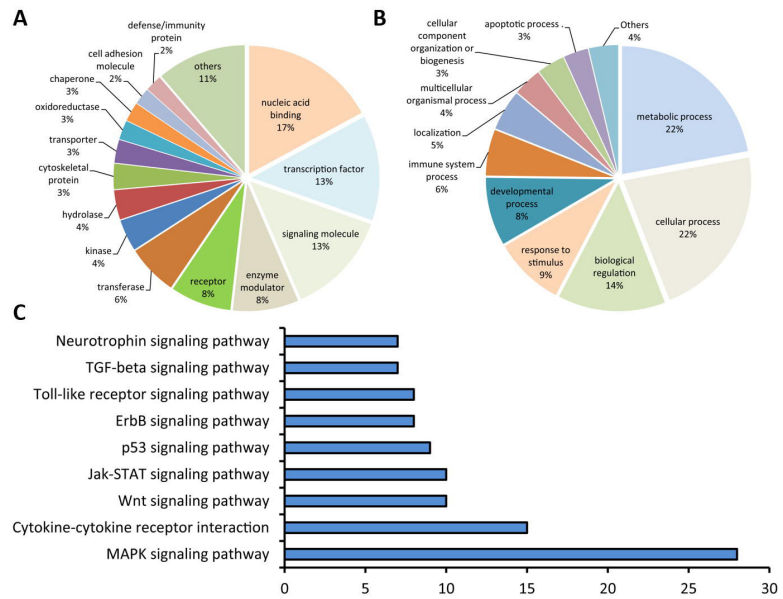 A
defense/immunity
protein
2%
cell adhesion
molecule
2%
chaperone
3%
oxidoreductase
3%
transporter
3%
cytoskeletal
protein
3%
hydrolase
4%
kinase
4%
transferase
6%
receptor
8%
enzyme
modulator
8%
signaling molecule
13%
transcription factor
13%
nucleic acid
binding
17%
others
11%
B
cellular
component
organization or
biogenesis
3%
apoptotic process .
3%
Others
4%
multicellular
organismal process
4%
localization
5%
immune system
process
6%
developmental
process
8%
response to
stimulus
9%
biological
regulation
14%
cellular process
22%
metabolic process
22%
C
Neurotrophin signaling pathway
TGF-beta signaling pathway
Toll-like receptor signaling pathway
ErbB signaling pathway
p53 signaling pathway
Jak-STAT signaling pathway
Wnt signaling pathway
Cytokine-cytokine receptor interaction
MAPK signaling pathway
0 5 10 15 20 25 30